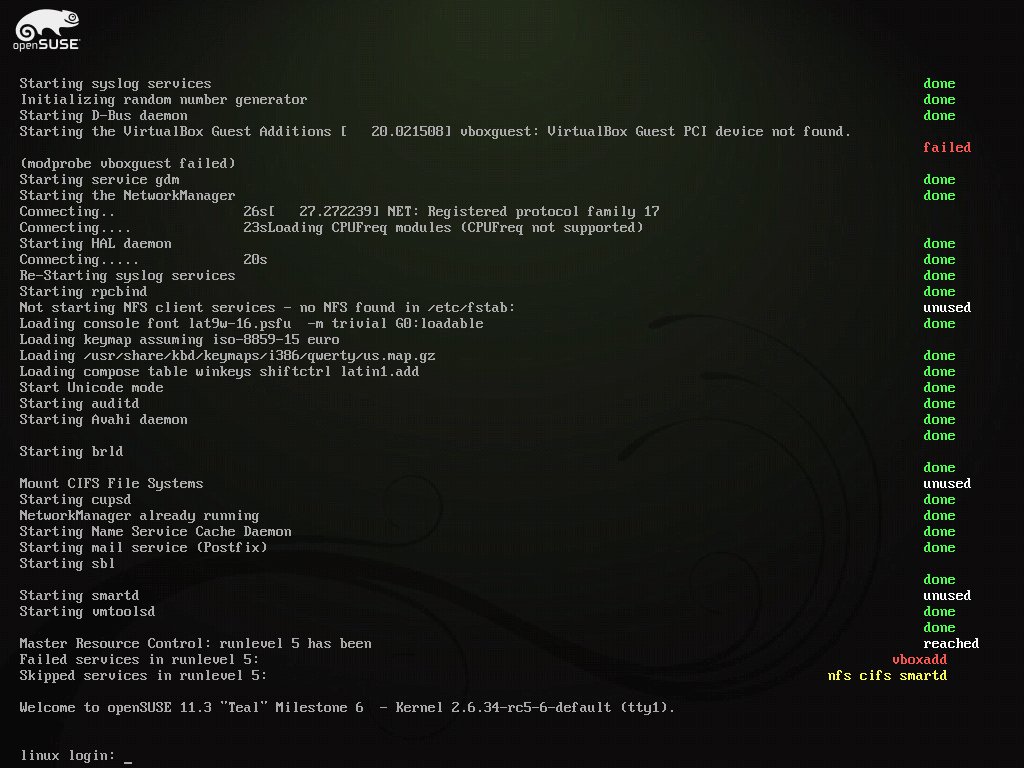 openSUSE
Starting syslog services done
Initializing random number generator done
Starting D-Bus daemon done
Starting the VirtualBox Guest Additions [   20.021508] vboxguest: VirtualBox Guest PCI device not found.
failed
(modprobe vboxguest failed)
Starting service gdm done
Starting the NetworkManager done
Connecting.. 26s[   27.272239] NET: Registered protocol family 17
Connecting.... 23sLoading CPUFreq modules (CPUFreq not supported)
Starting HAL daemon done
Connecting..... 20s done
Re-Starting syslog services done
Starting rpcbind done
Not starting NFS client services - no NFS found in /etc/fstab: unused
Loading console font lat9w-16.psfu  -m trivial G0:loadable done
Loading keymap assuming iso-8859-15 euro
Loading /usr/share/kbd/keymaps/i386/qwerty/us.map.gz done
Loading compose table winkeys shiftctrl latin1.add done
Start Unicode mode done
Starting auditd done
Starting Avahi daemon done
done
Starting brld
done
Mount CIFS File Systems unused
Starting cupsd done
NetworkManager already running done
Starting Name Service Cache Daemon done
Starting mail service (Postfix) done
Starting sbl
done
Starting smartd unused
Starting vmtoolsd done
done
Master Resource Control: runlevel 5 has been reached
Failed services in runlevel 5: vboxadd
Skipped services in runlevel 5: nfs cifs smartd
Welcome to openSUSE 11.3 "Teal" Milestone 6  - Kernel 2.6.34-rc5-6-default (tty1).
linux login: _